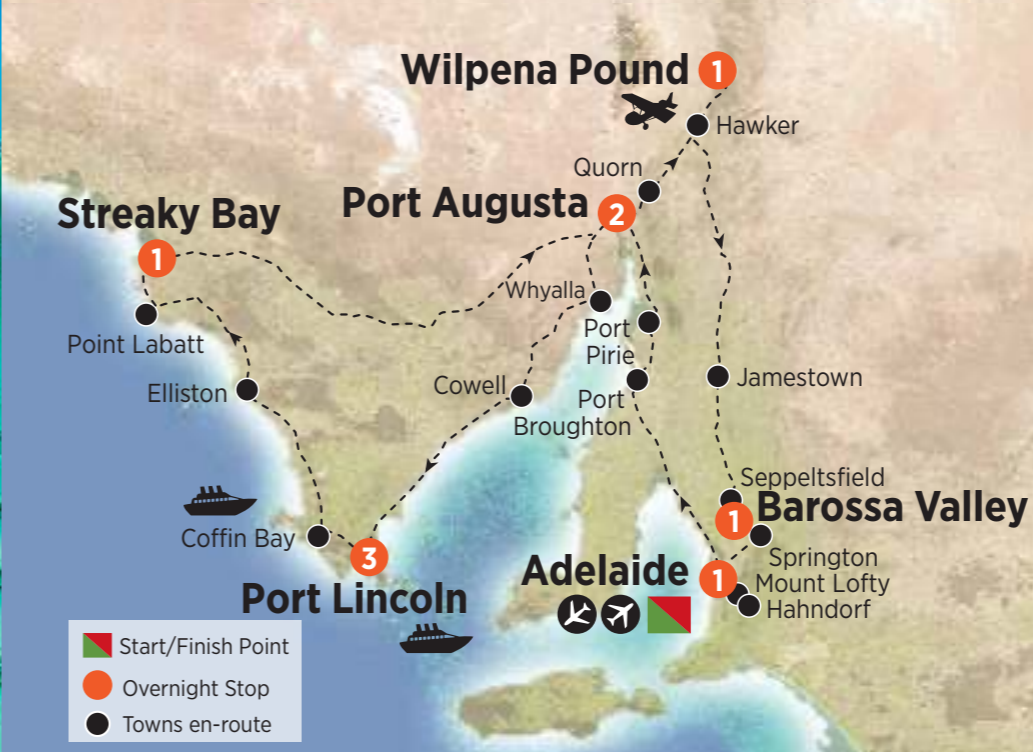 Wilpena Pound 1
Hawker
Quorn
Port Augusta 2
Streaky Bay
1
Whyalla
Point Labatt
Port
Pirie
Elliston
Cowell
Jamestown
Port
Broughton
Seppeltsfield
1 Barossa Valley
Coffin Bay
Springton
3
Adelaide 1
Mount Lofty
Port Lincoln
Hahndorf
Start/Finish Point
Overnight Stop
Towns en-route